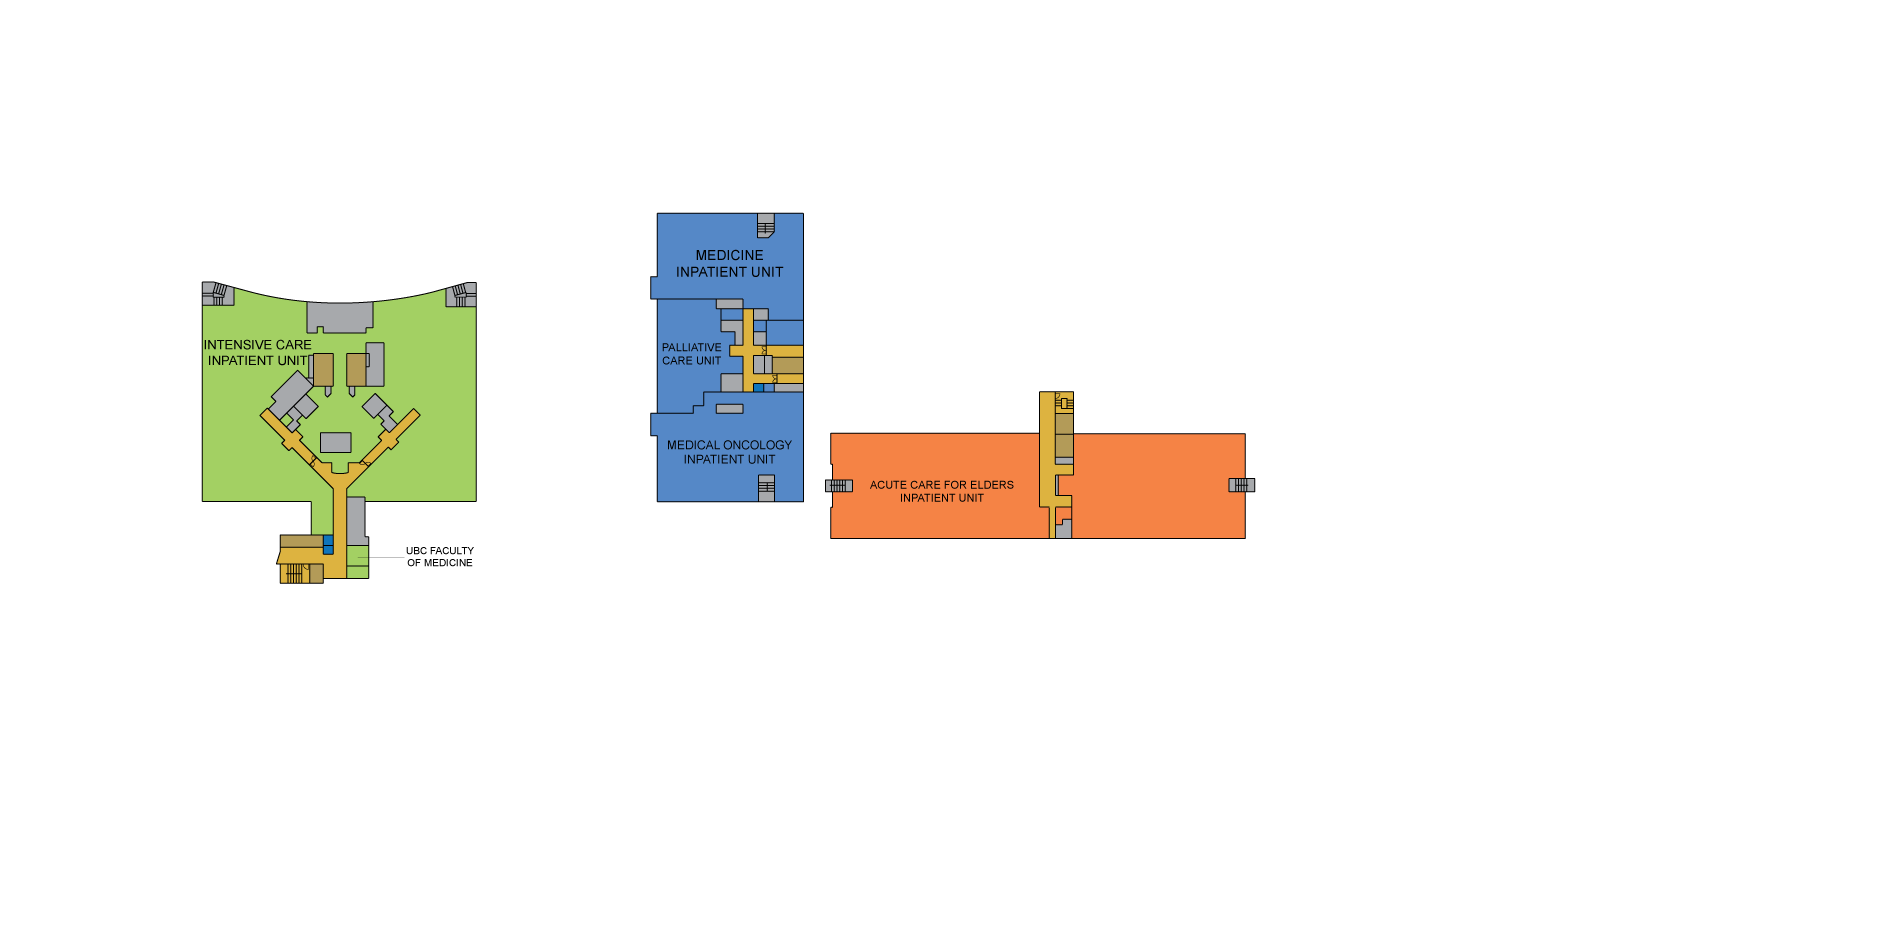 INTENSIVE CARE
INPATIENT UNIT
UBC FACULTY
OF MEDICINE
MEDICINE
INPATIENT UNIT
PALLIATIVE
CARE UNIT
MEDICAL ONCOLOGY
INPATIENT UNIT
ACUTE CARE FOR ELDERS
INPATIENT UNIT